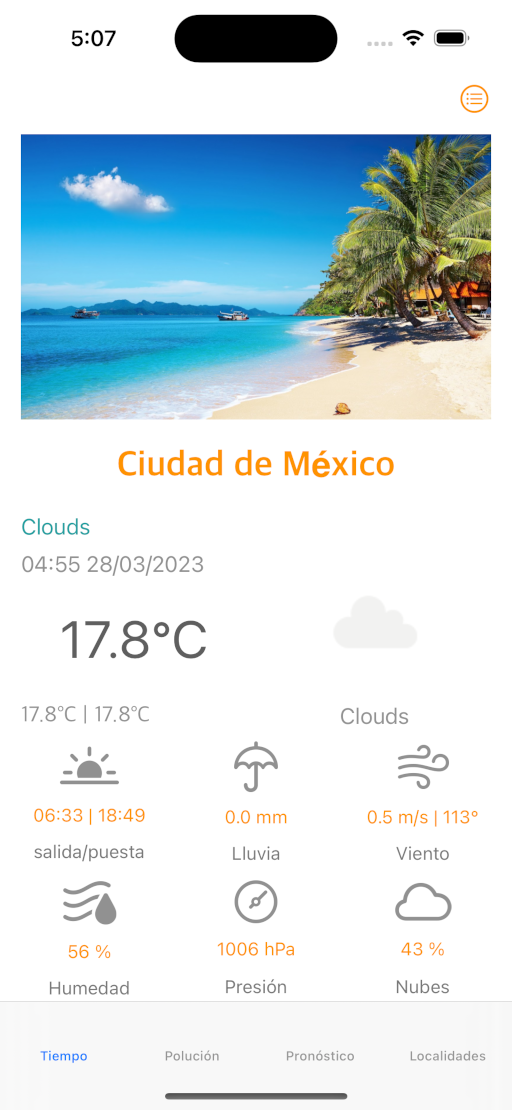 5:07
Ciudad de México
Clouds
04:55 28/03/2023
17.8°C
17.8°C | 17.8°C
Clouds
06:33 | 18:49
0.0 mm
0.5 m/s | 113°
salida/puesta
Lluvia
Viento
56 %
1006 hPa
43 %
Humedad
Presión
Nubes
Tiempo
Polución
Pronóstico
Localidades